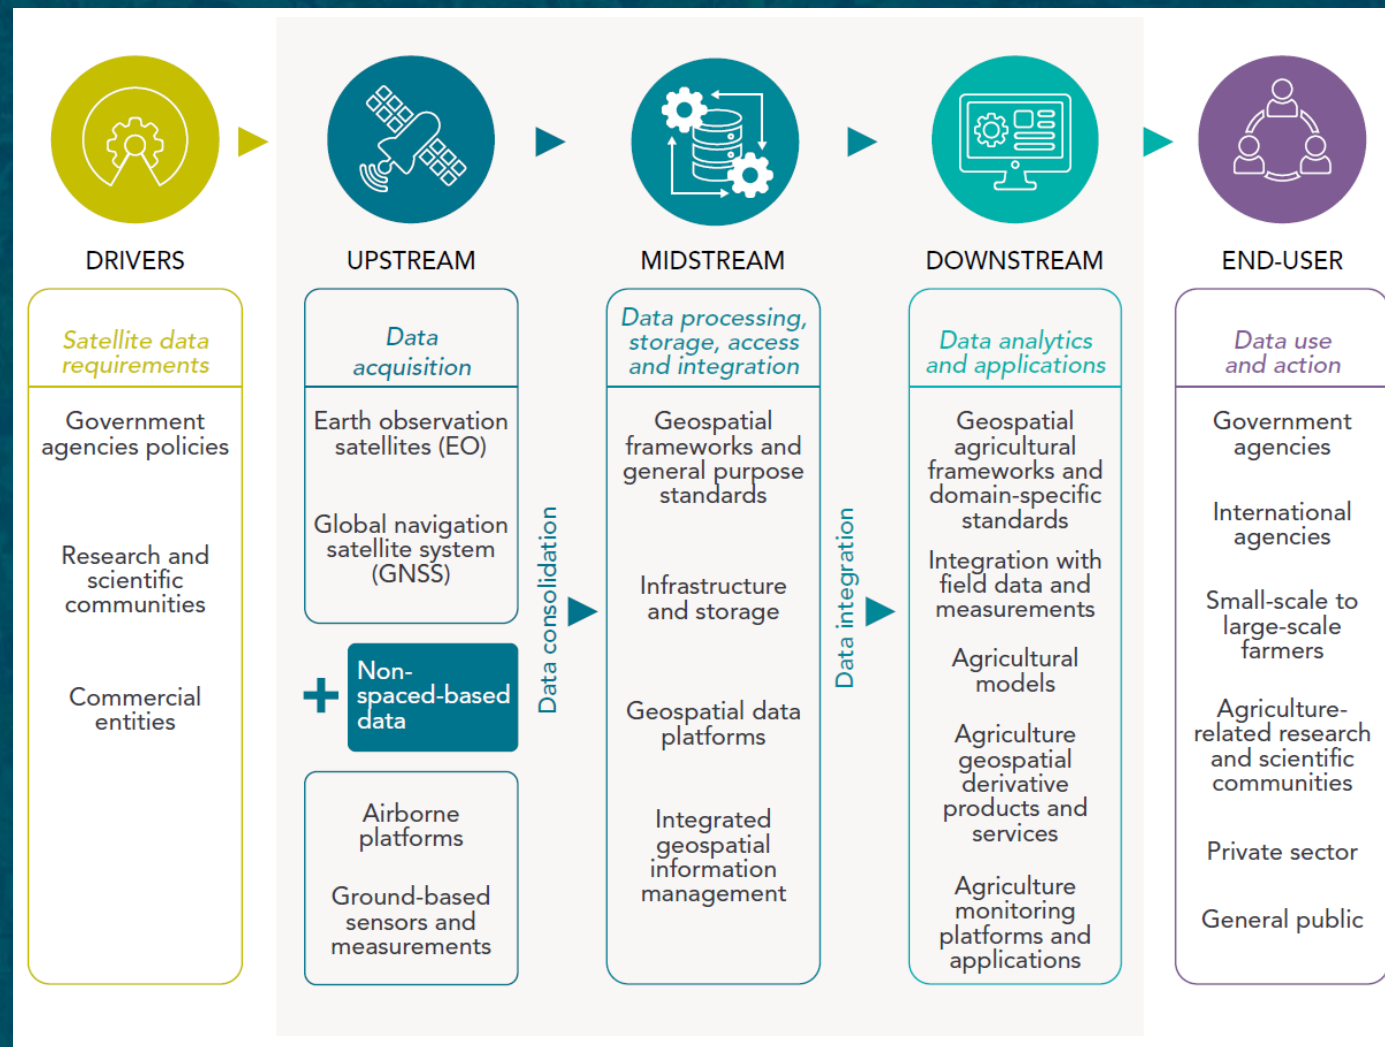 DRIVERS
Satellite data
requirements
Government
agencies policies
Research and
scientific
communities
Commercial
entities
UPSTREAM
Data
acquisition
Earth observation
satellites (EO)
Global navigation
satellite system
(GNSS)
Non-
spaced-based
data
Airborne
platforms
Ground-based
sensors and
measurements
Data consolidation
MIDSTREAM
Data processing,
storage, access
and integration
Geospatial
frameworks and
general purpose
standards
Infrastructure
and storage
Geospatial data
platforms
Integrated
geospatial
information
management
Data integration
DOWNSTREAM
Data analytics
and applications
Geospatial
agricultural
frameworks and
domain-specific
standards
Integration with
field data and
measurements
Agricultural
models
Agriculture
geospatial
derivative
products and
services
Agriculture
monitoring
platforms and
applications
END-USER
Data use
and action
Government
agencies
International
agencies
Small-scale to
large-scale
farmers
Agriculture-
related research
and scientific
communities
Private sector
General public